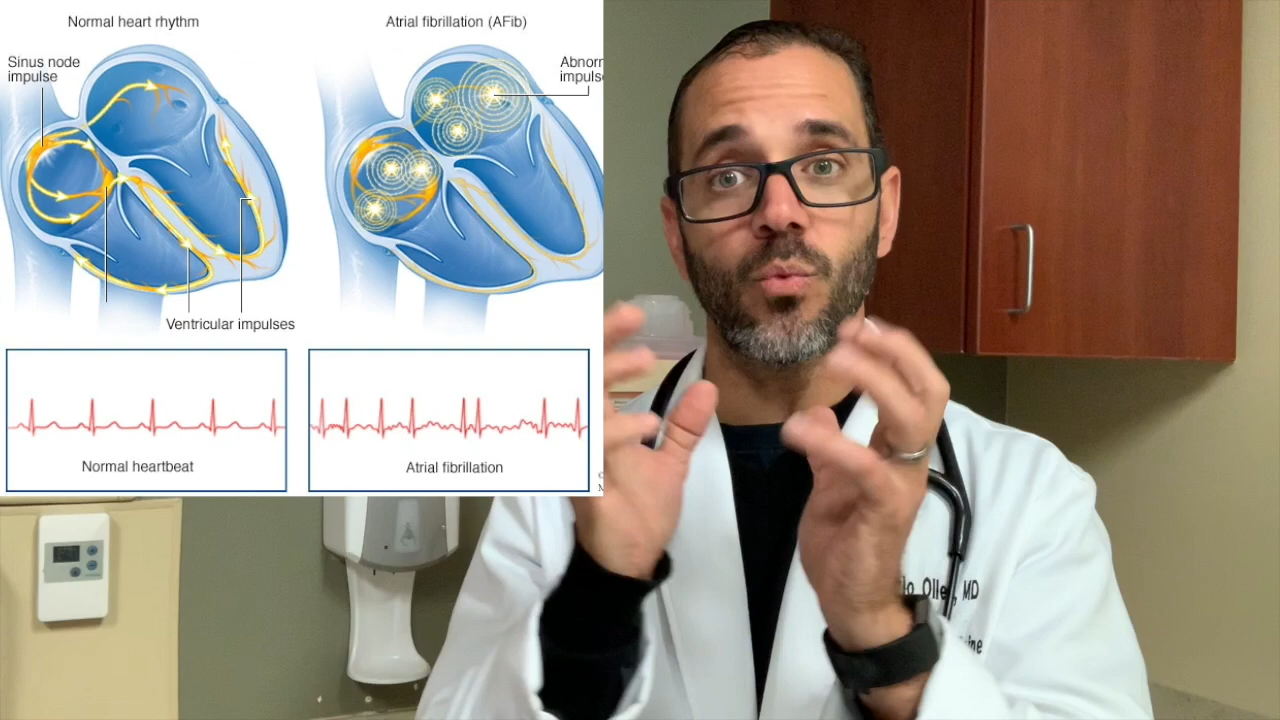 Normal heart rhythm
Atrial fibrillation (AFib)
Sinus node
impulse
Ventricular impulses
Normal heartbeat
Atrial fibrillation
MD